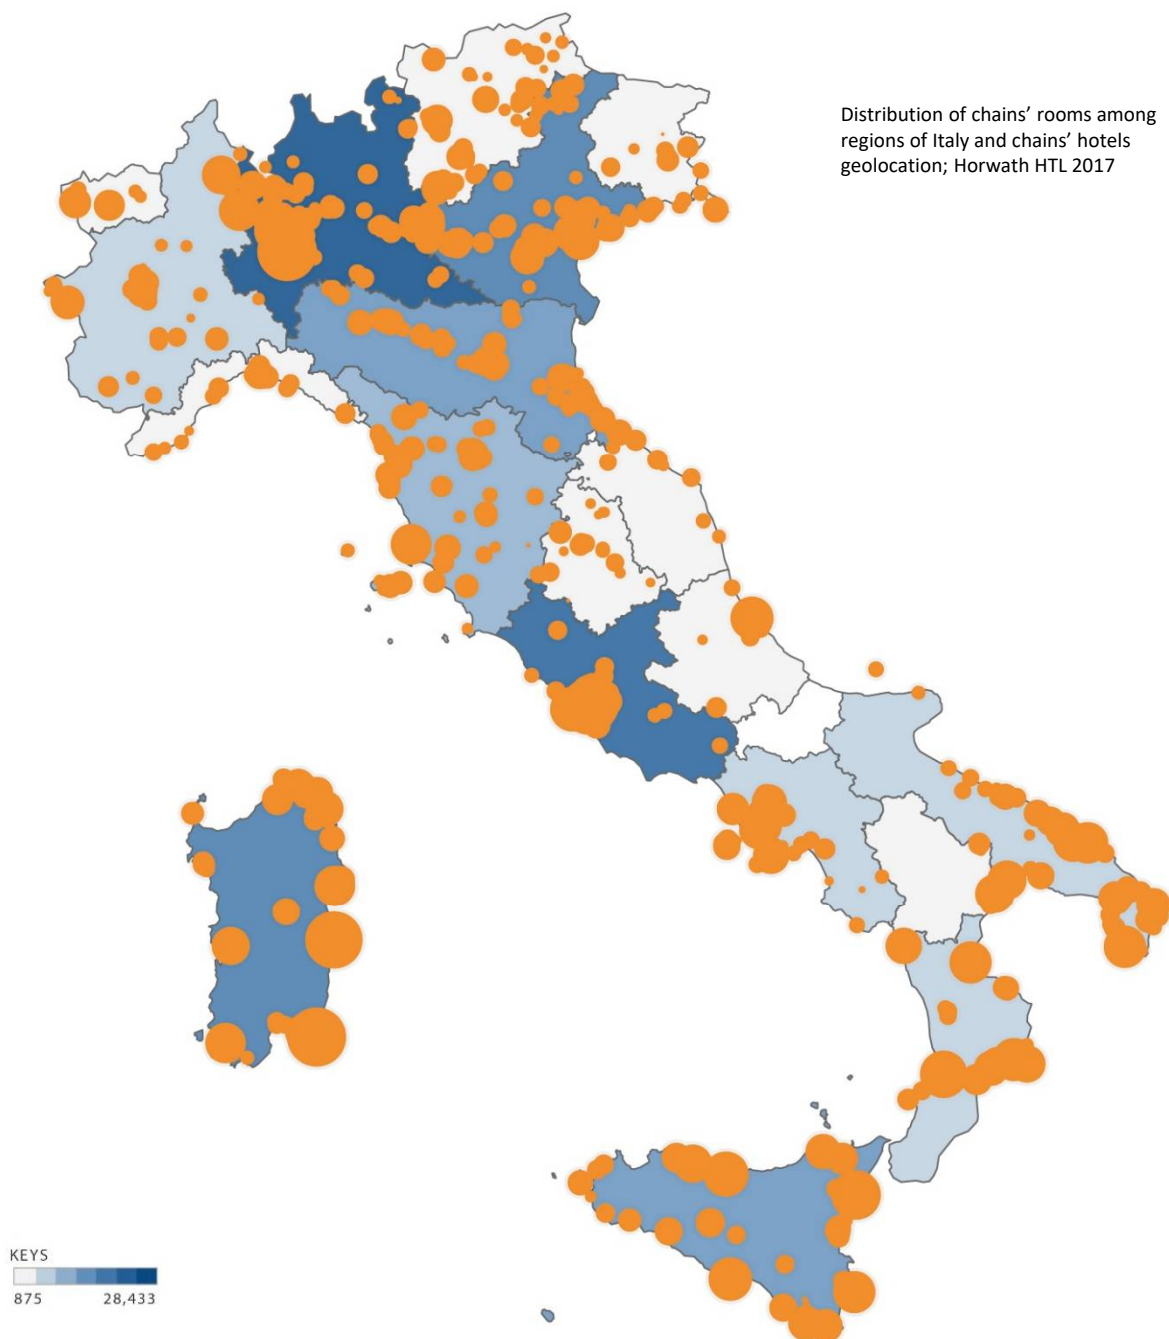 Distribution of chains’ rooms among
regions of Italy and chains’ hotels
geolocation; Horwath HTL 2017
KEYS
875 28,433